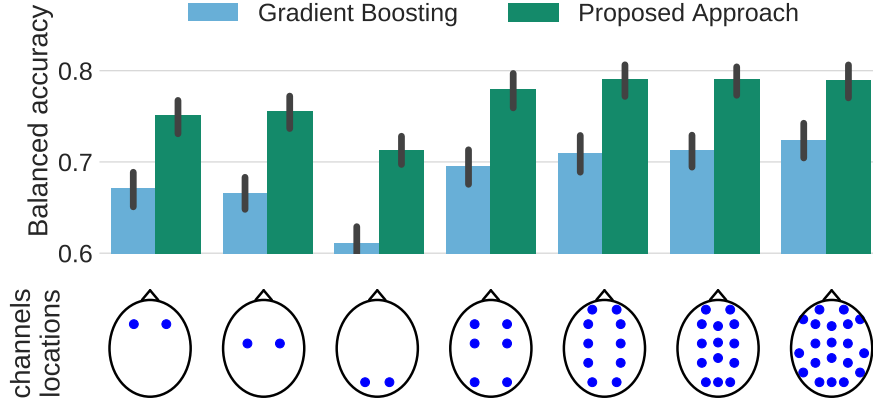 Gradient Boosting
Proposed Approach
Balanced accuracy
0.8
0.7
0.6
channels
locations